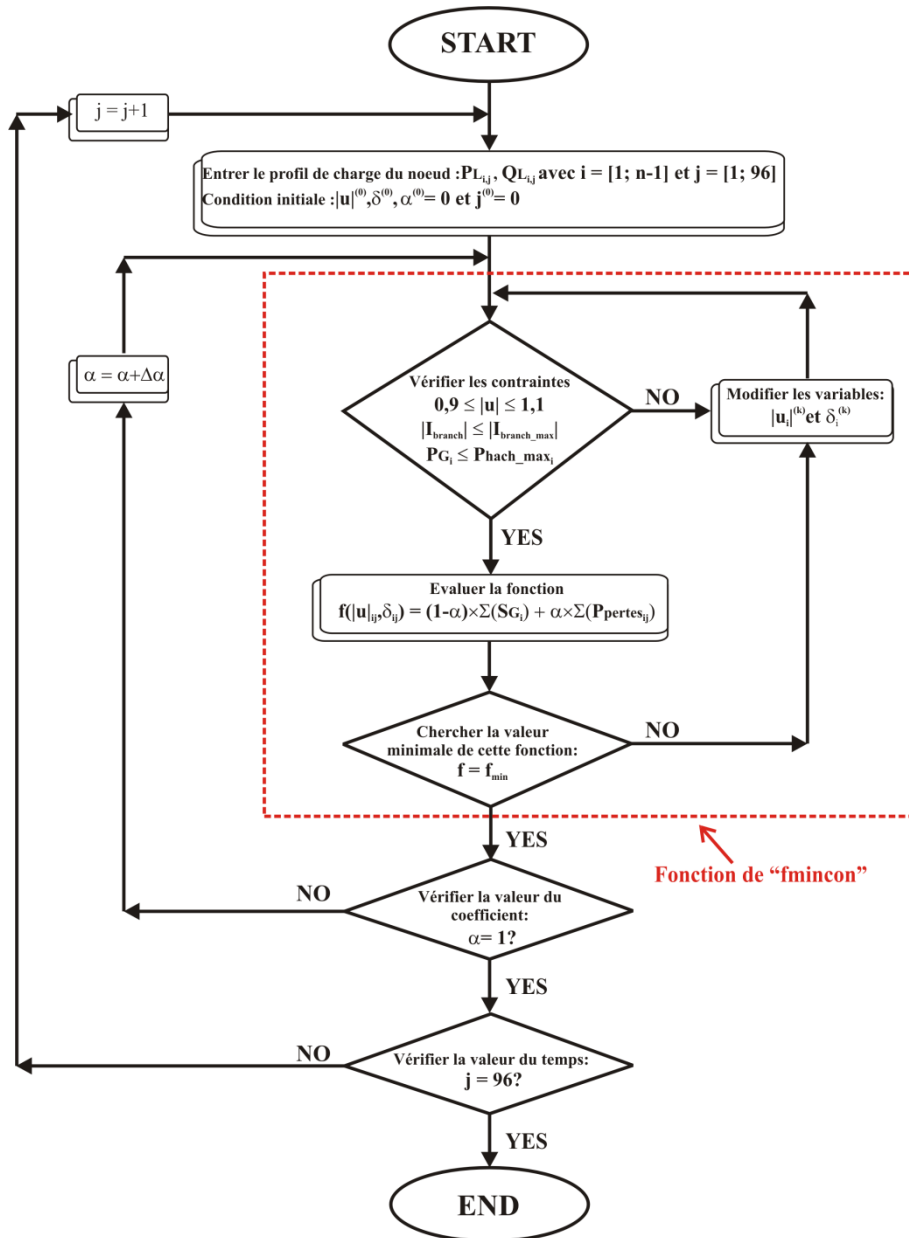 START
j = j+1
Entrer le profil de charge du noeud :PLi,j, QLi,j avec i = [1; n-1] et j = [1; 96]
Condition initiale :|u|⁽⁰⁾,δ⁽⁰⁾, α⁽⁰⁾= 0 et j⁽⁰⁾= 0
α = α+Δα
Vérifier les contraintes
0,9 ≤ |u| ≤ 1,1
|Ibranch| ≤ |Ibranch_max|
PGi ≤ Phach_maxi
NO
Modifier les variables:
|ui|⁽ᵏ⁾ et δi⁽ᵏ⁾
YES
Evaluer la fonction
f(|u|ij,δij) = (1-α)×Σ(SGi) + α×Σ(Ppertesij)
Chercher la valeur
minimale de cette fonction:
f = fmin
NO
YES
Fonction de “fmincon”
NO
Vérifier la valeur du
coefficient:
α= 1?
YES
NO
Vérifier la valeur du temps:
j = 96?
YES
END